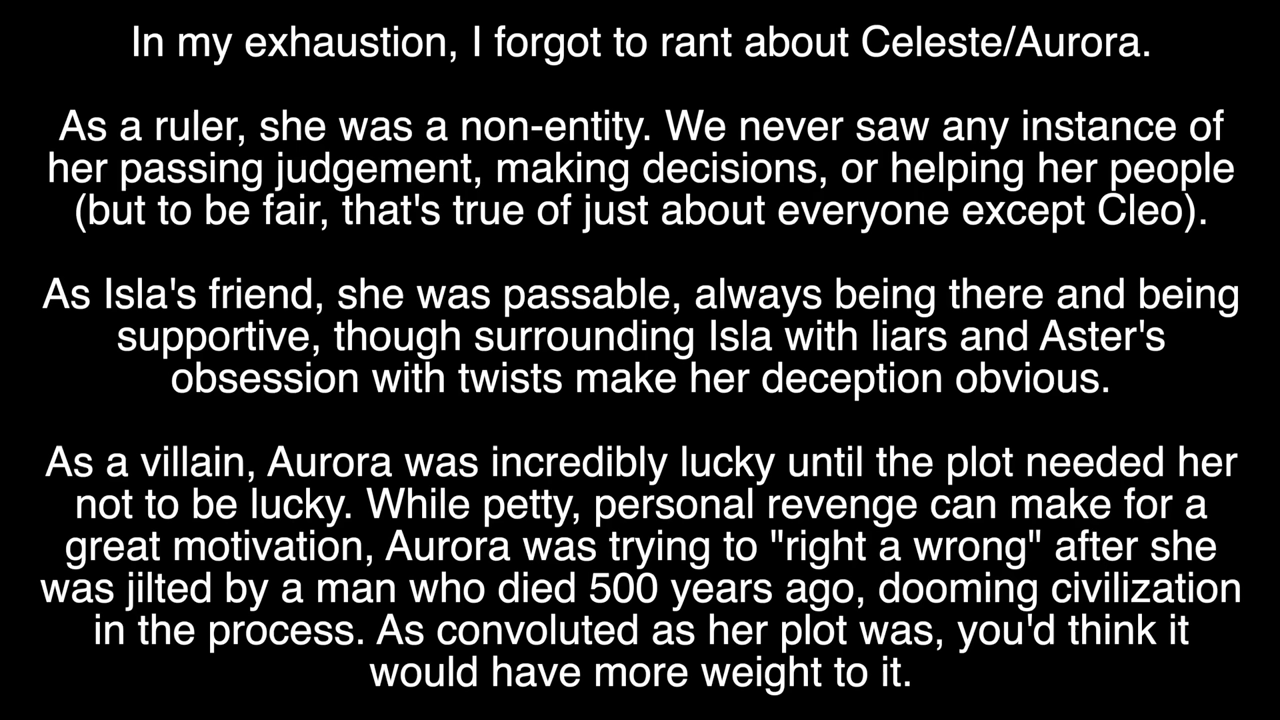 In my exhaustion, I forgot to rant about Celeste/Aurora.
As a ruler, she was a non-entity. We never saw any instance of
her passing judgement, making decisions, or helping her people
(but to be fair, that's true of just about everyone except Cleo).
As Isla's friend, she was passable, always being there and being
supportive, though surrounding Isla with liars and Aster's
obsession with twists make her deception obvious.
As a villain, Aurora was incredibly lucky until the plot needed her
not to be lucky. While petty, personal revenge can make for a
great motivation, Aurora was trying to "right a wrong" after she
was jilted by a man who died 500 years ago, dooming civilization
in the process. As convoluted as her plot was, you'd think it
would have more weight to it.